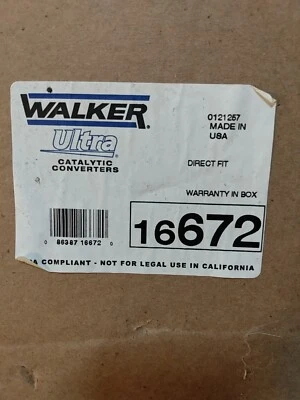 WALKER®
Ultra®
CATALYTIC
CONVERTERS
0121257
MADE IN
USA
DIRECT FIT
WARRANTY IN BOX
0 86387 16672 0
16672
COMPLIANT - NOT FOR LEGAL USE IN CALIFORNIA